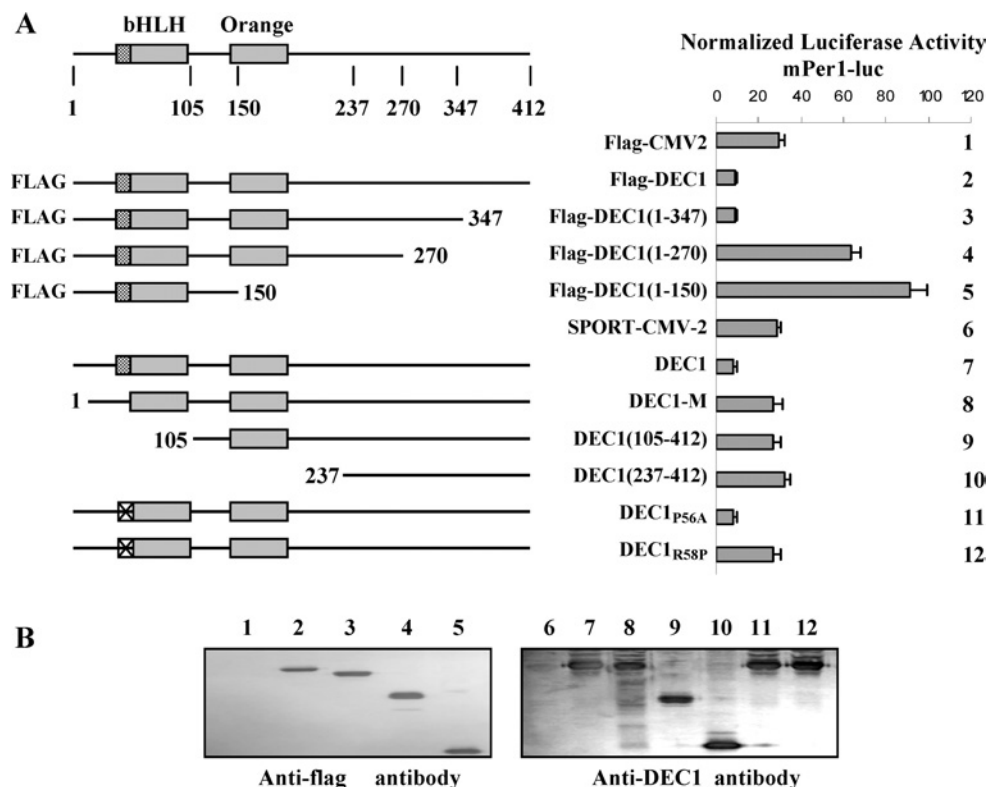 A
bHLH Orange
1 105 150 237 270 347 412
Normalized Luciferase Activity
mPer1-luc
0 20 40 60 80 100 120
Flag-CMV2 1
FLAG Flag-DEC1 2
FLAG 347 Flag-DEC1(1-347) 3
FLAG 270 Flag-DEC1(1-270) 4
FLAG 150 Flag-DEC1(1-150) 5
SPORT-CMV-2 6
DEC1 7
1 DEC1-M 8
105 DEC1(105-412) 9
237 DEC1(237-412) 10
DEC1P56A 11
DEC1R58P 12
B
1 2 3 4 5 6 7 8 9 10 11 12
Anti-flag antibody Anti-DEC1 antibody